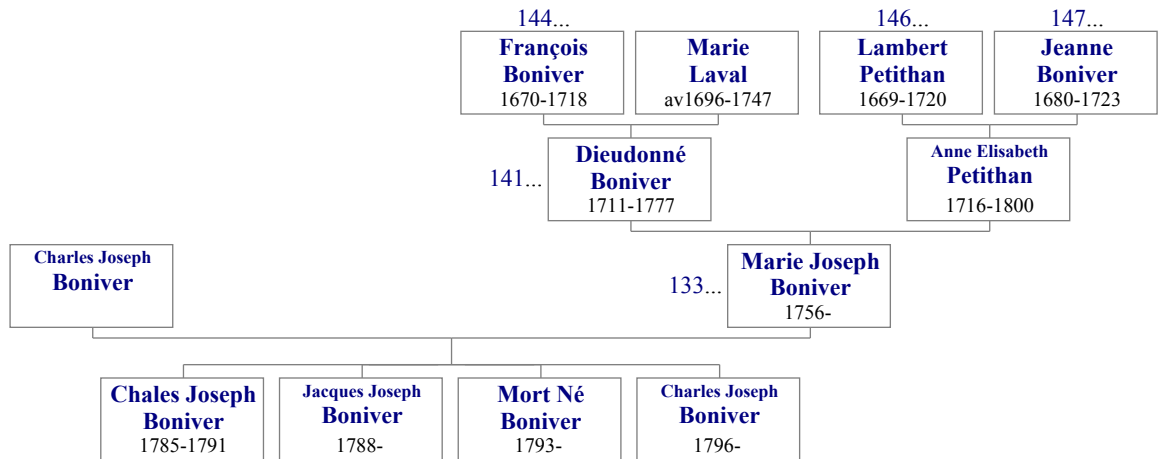 144...
146...
147...
François
Boniver
1670-1718
Marie
Laval
av1696-1747
Lambert
Petithan
1669-1720
Jeanne
Boniver
1680-1723
141...
Dieudonné
Boniver
1711-1777
Anne Elisabeth
Petithan
1716-1800
Charles Joseph
Boniver
133...
Marie Joseph
Boniver
1756-
Chales Joseph
Boniver
1785-1791
Jacques Joseph
Boniver
1788-
Mort Né
Boniver
1793-
Charles Joseph
Boniver
1796-